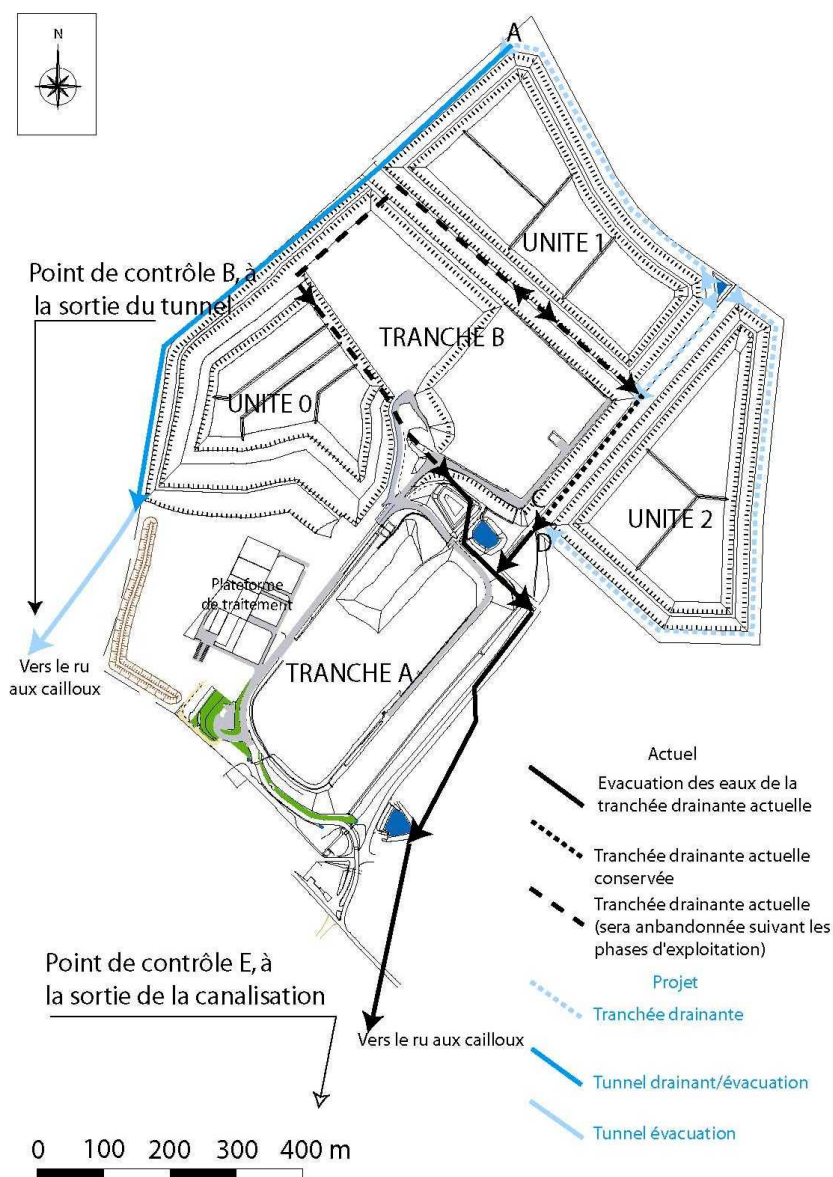 N
A
UNITE 1
Point de contrôle B, à
la sortie du tunnel
TRANCHE B
UNITE 0
C
D
UNITE 2
Plateforme
de traitement
TRANCHE A
Vers le ru
aux cailloux
Actuel
Evacuation des eaux de la
tranchée drainante actuelle
Tranchée drainante actuelle
conservée
Tranchée drainante actuelle
(sera anbandonnée suivant les
phases d'exploitation)
Point de contrôle E, à
la sortie de la canalisation
Projet
Tranchée drainante
Vers le ru aux cailloux
Tunnel drainant/évacuation
Tunnel évacuation
0 100 200 300 400 m